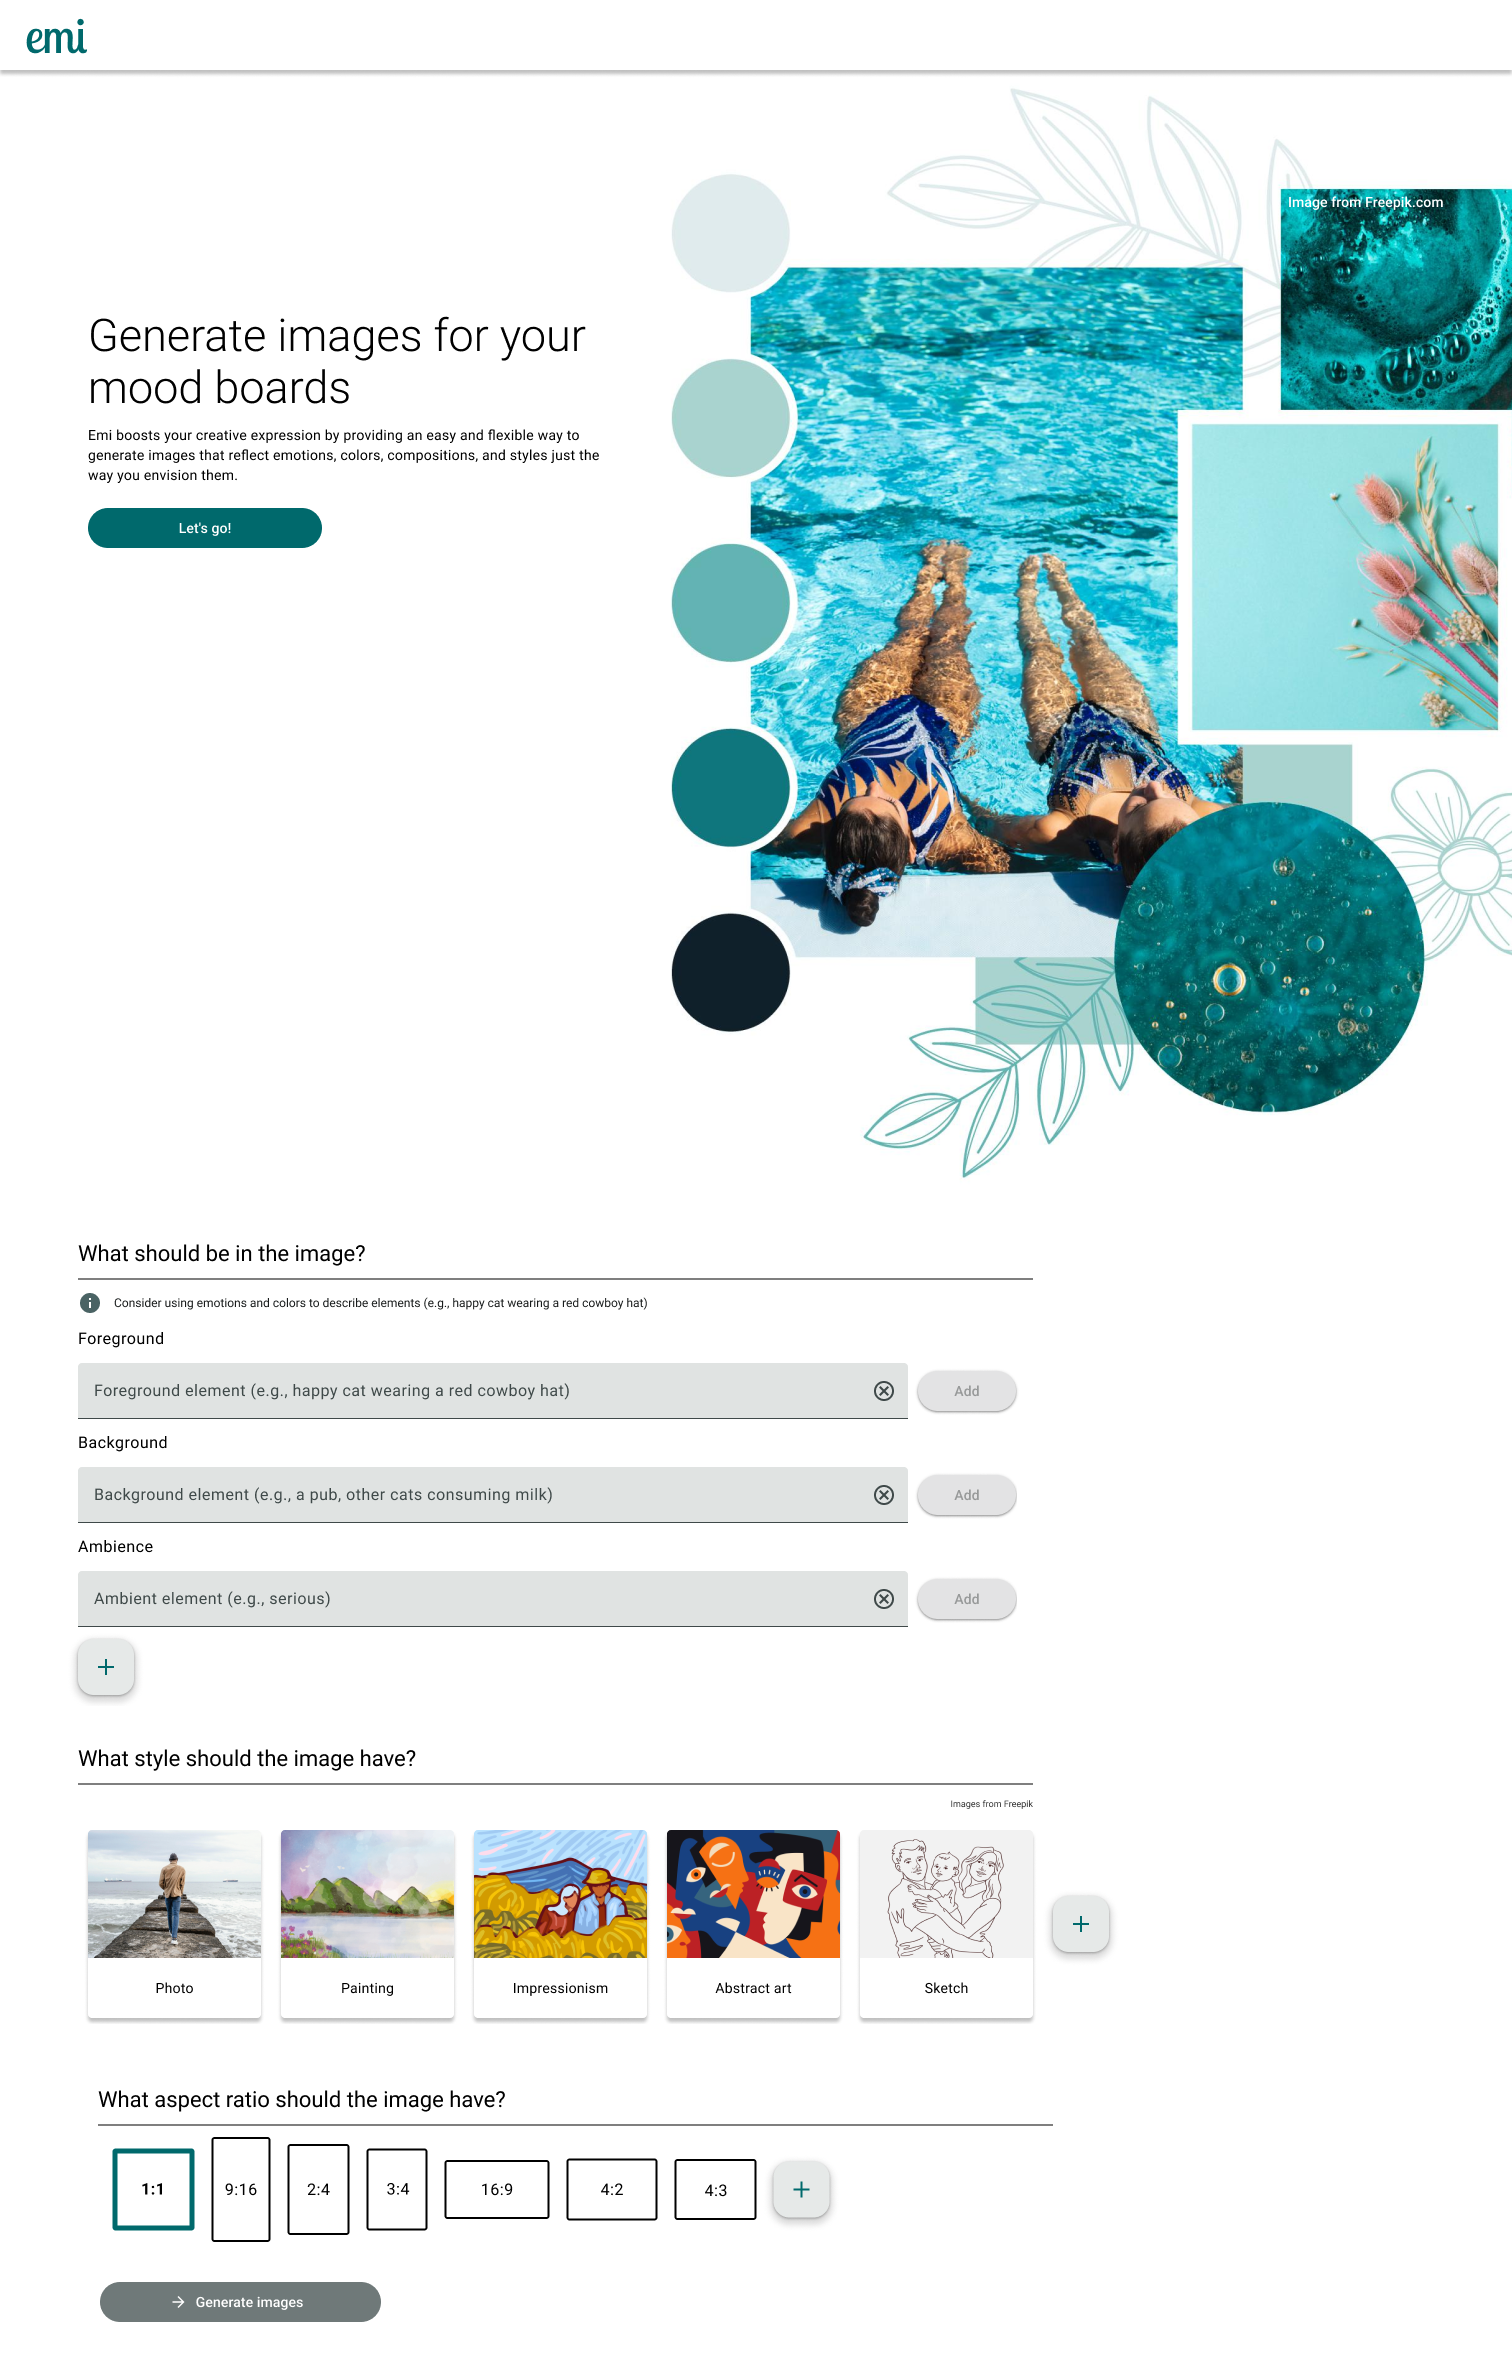 emi
Image from Freepik.com
Generate images for your
mood boards
Emi boosts your creative expression by providing an easy and flexible way to
generate images that reflect emotions, colors, compositions, and styles just the
way you envision them.
Let's go!
What should be in the image?
Consider using emotions and colors to describe elements (e.g., happy cat wearing a red cowboy hat)
Foreground
Foreground element (e.g., happy cat wearing a red cowboy hat)
Add
Background
Background element (e.g., a pub, other cats consuming milk)
Add
Ambience
Ambient element (e.g., serious)
Add
What style should the image have?
Images from Freepik
Photo
Painting
Impressionism
Abstract art
Sketch
What aspect ratio should the image have?
1:1
9:16
2:4
3:4
16:9
4:2
4:3
Generate images